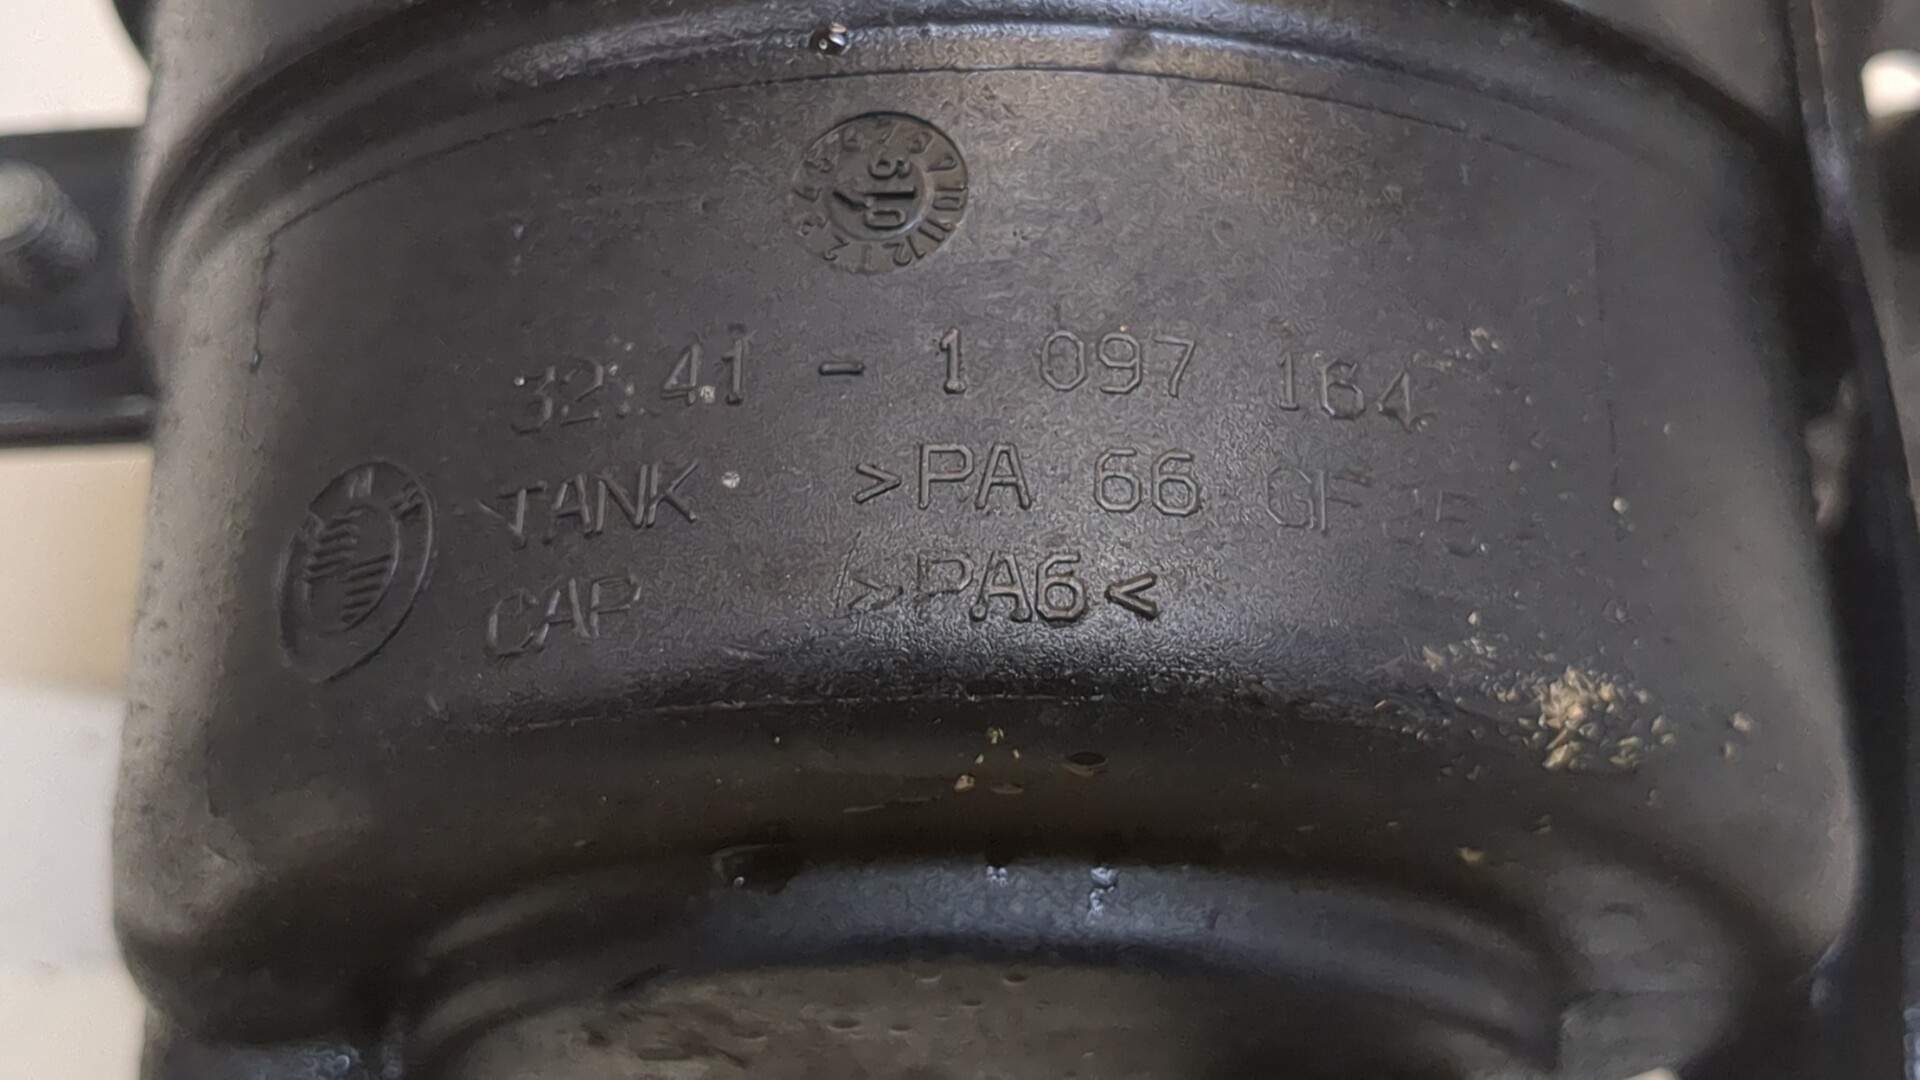 32.41 - 1 097 164
TANK >PA 66 GF
CAP >PA6<